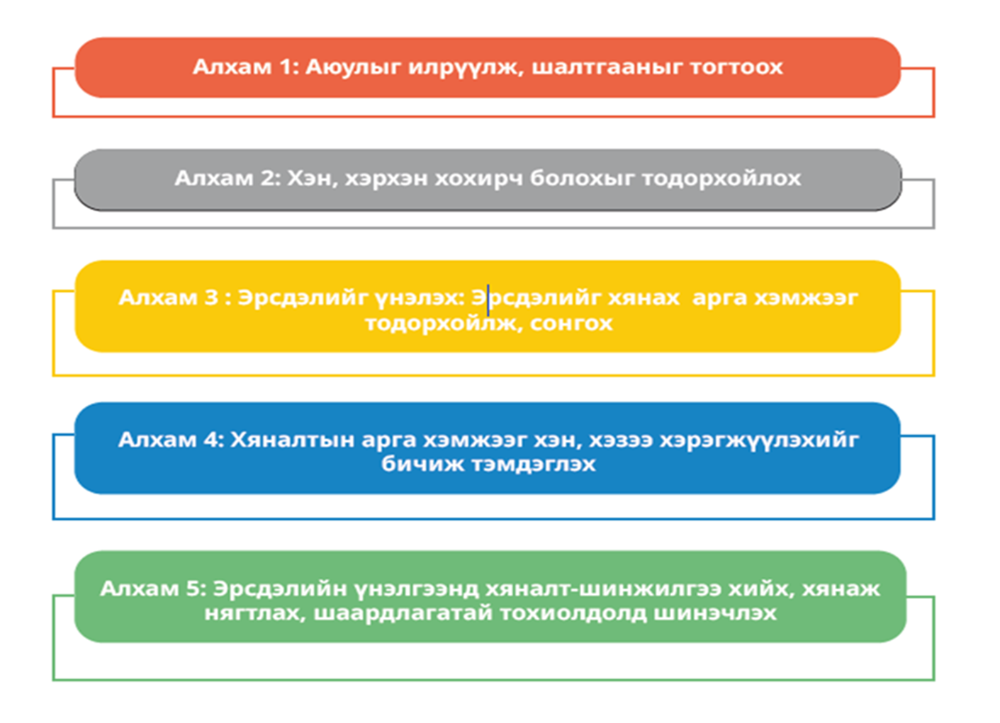 Алхам 1: Аюулыг илрүүлж, шалтгааныг тогтоох
Алхам 2: Хэн, хэрхэн хохирч болохыг тодорхойлох
Алхам 3 : Эрсдэлийг үнэлэх: Эрсдэлийг хянах  арга хэмжээг
тодорхойлж, сонгох
Алхам 4: Хяналтын арга хэмжээг хэн, хэзээ хэрэгжүүлэхийг
бичиж тэмдэглэх
Алхам 5: Эрсдэлийн үнэлгээнд хяналт-шинжилгээ хийх, хянаж
нягтлах, шаардлагатай тохиолдолд шинэчлэх